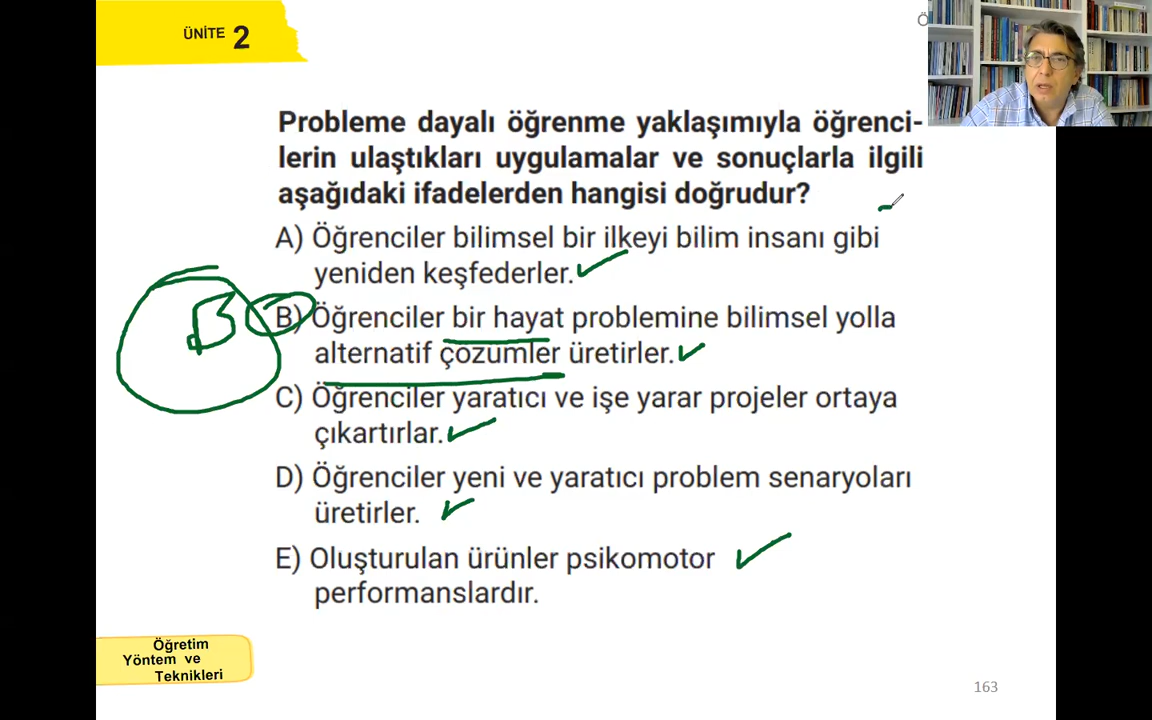 ÜNİTE 2
Ö
Probleme dayalı öğrenme yaklaşımıyla öğrenci-
lerin ulaştıkları uygulamalar ve sonuçlarla ilgili
aşağıdaki ifadelerden hangisi doğrudur?
A) Öğrenciler bilimsel bir ilkeyi bilim insanı gibi
yeniden keşfederler.
B) Öğrenciler bir hayat problemine bilimsel yolla
alternatif çozumler üretirler.
B
C) Öğrenciler yaratıcı ve işe yarar projeler ortaya
çıkartırlar.
D) Öğrenciler yeni ve yaratıcı problem senaryoları
üretirler.
E) Oluşturulan ürünler psikomotor
performanslardır.
Öğretim
Yöntem ve
Teknikleri
163